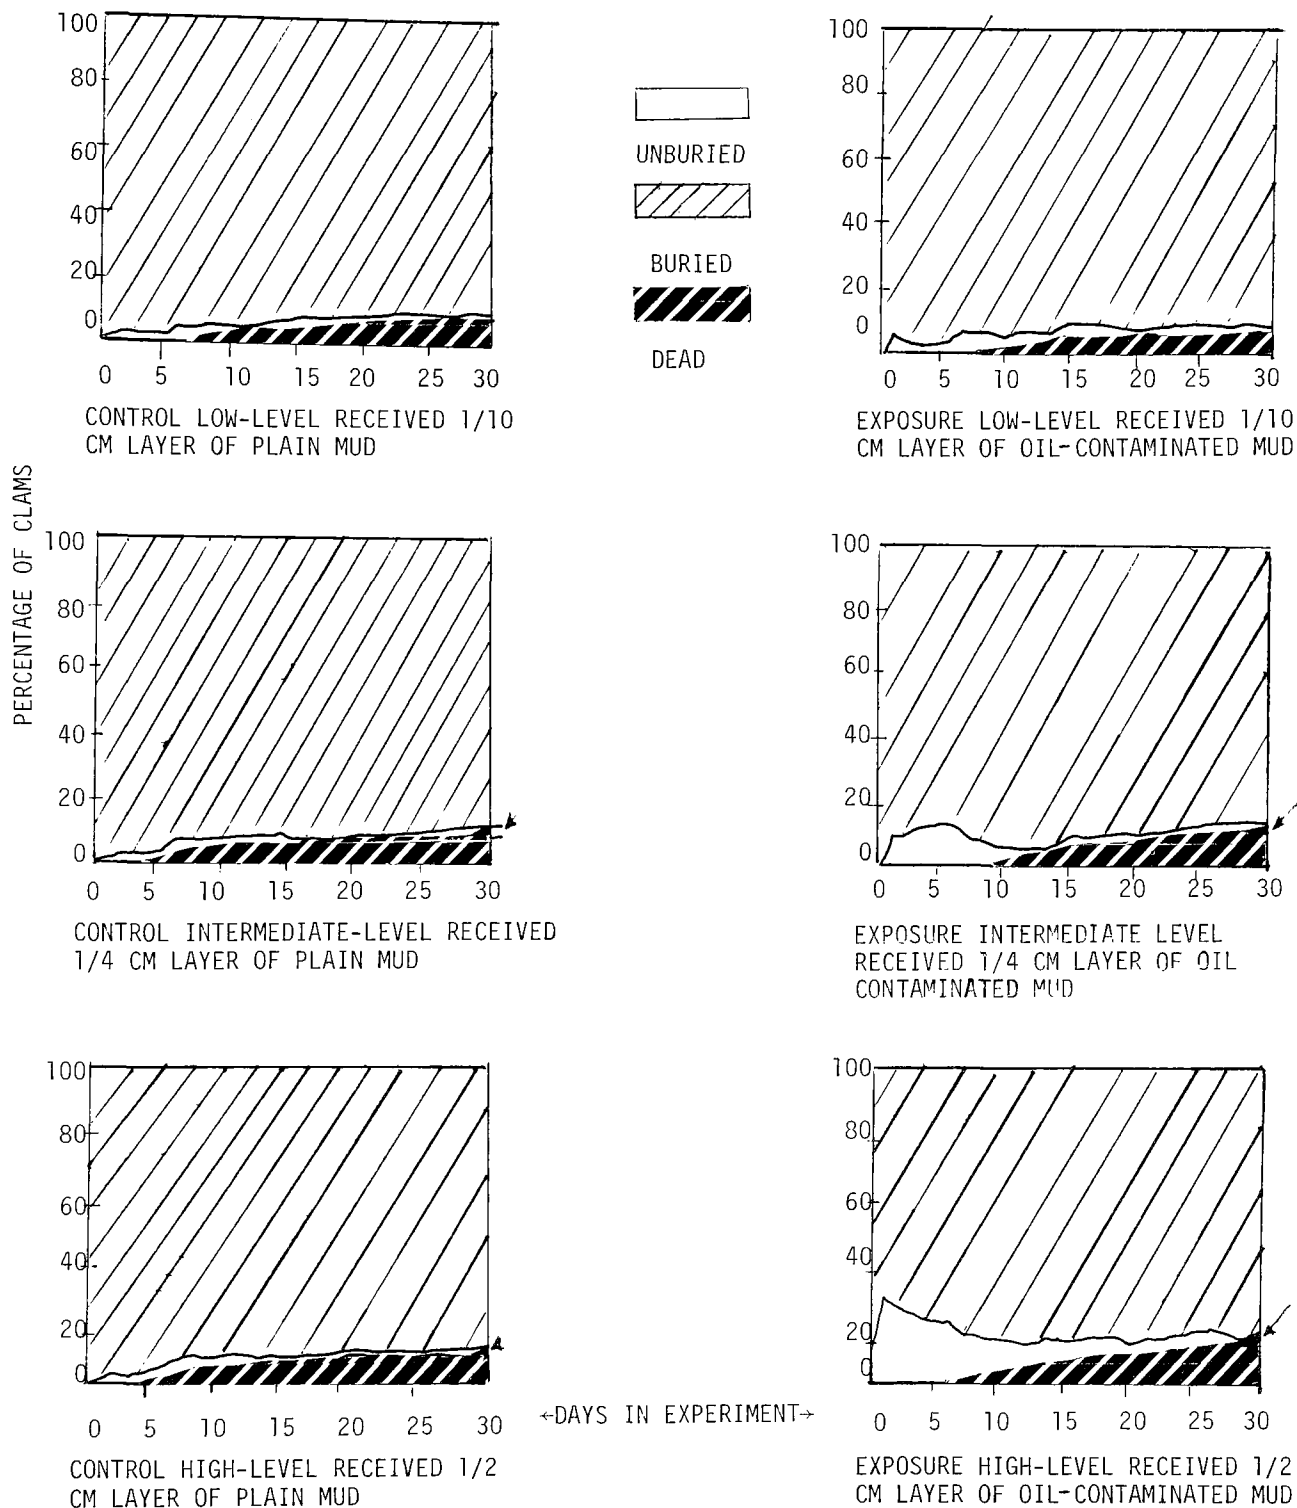 100
80
60
40
20
0
0 5 10 15 20 25 30
CONTROL LOW-LEVEL RECEIVED 1/10
CM LAYER OF PLAIN MUD
UNBURIED
BURIED
DEAD
100
80
60
40
20
0
0 5 10 15 20 25 30
EXPOSURE LOW-LEVEL RECEIVED 1/10
CM LAYER OF OIL-CONTAMINATED MUD
PERCENTAGE OF CLAMS
100
80
60
40
20
0
0 5 10 15 20 25 30
CONTROL INTERMEDIATE-LEVEL RECEIVED
1/4 CM LAYER OF PLAIN MUD
100
80
60
40
20
0
0 5 10 15 20 25 30
EXPOSURE INTERMEDIATE LEVEL
RECEIVED 1/4 CM LAYER OF OIL
CONTAMINATED MUD
100
80
60
40
20
0
0 5 10 15 20 25 30
CONTROL HIGH-LEVEL RECEIVED 1/2
CM LAYER OF PLAIN MUD
←DAYS IN EXPERIMENT→
100
80
60
40
20
0
0 5 10 15 20 25 30
EXPOSURE HIGH-LEVEL RECEIVED 1/2
CM LAYER OF OIL-CONTAMINATED MUD